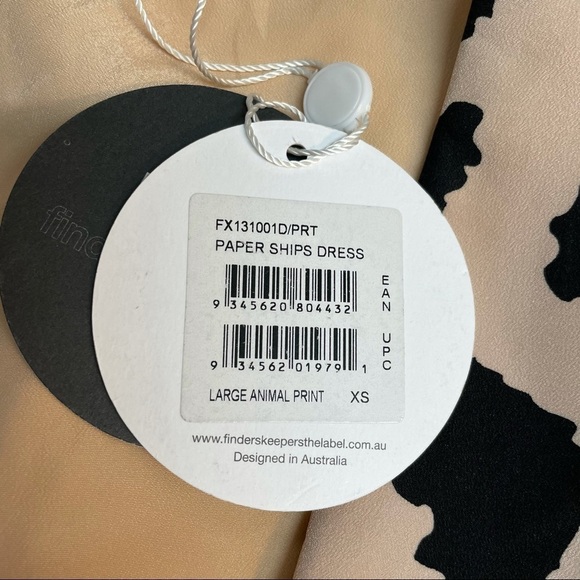 FX131001D/PRT
PAPER SHIPS DRESS
EAN
9 345620 804432
UPC
9 34562 01979 1
LARGE ANIMAL PRINT XS
www.finderskeepersthelabel.com.au
Designed in Australia